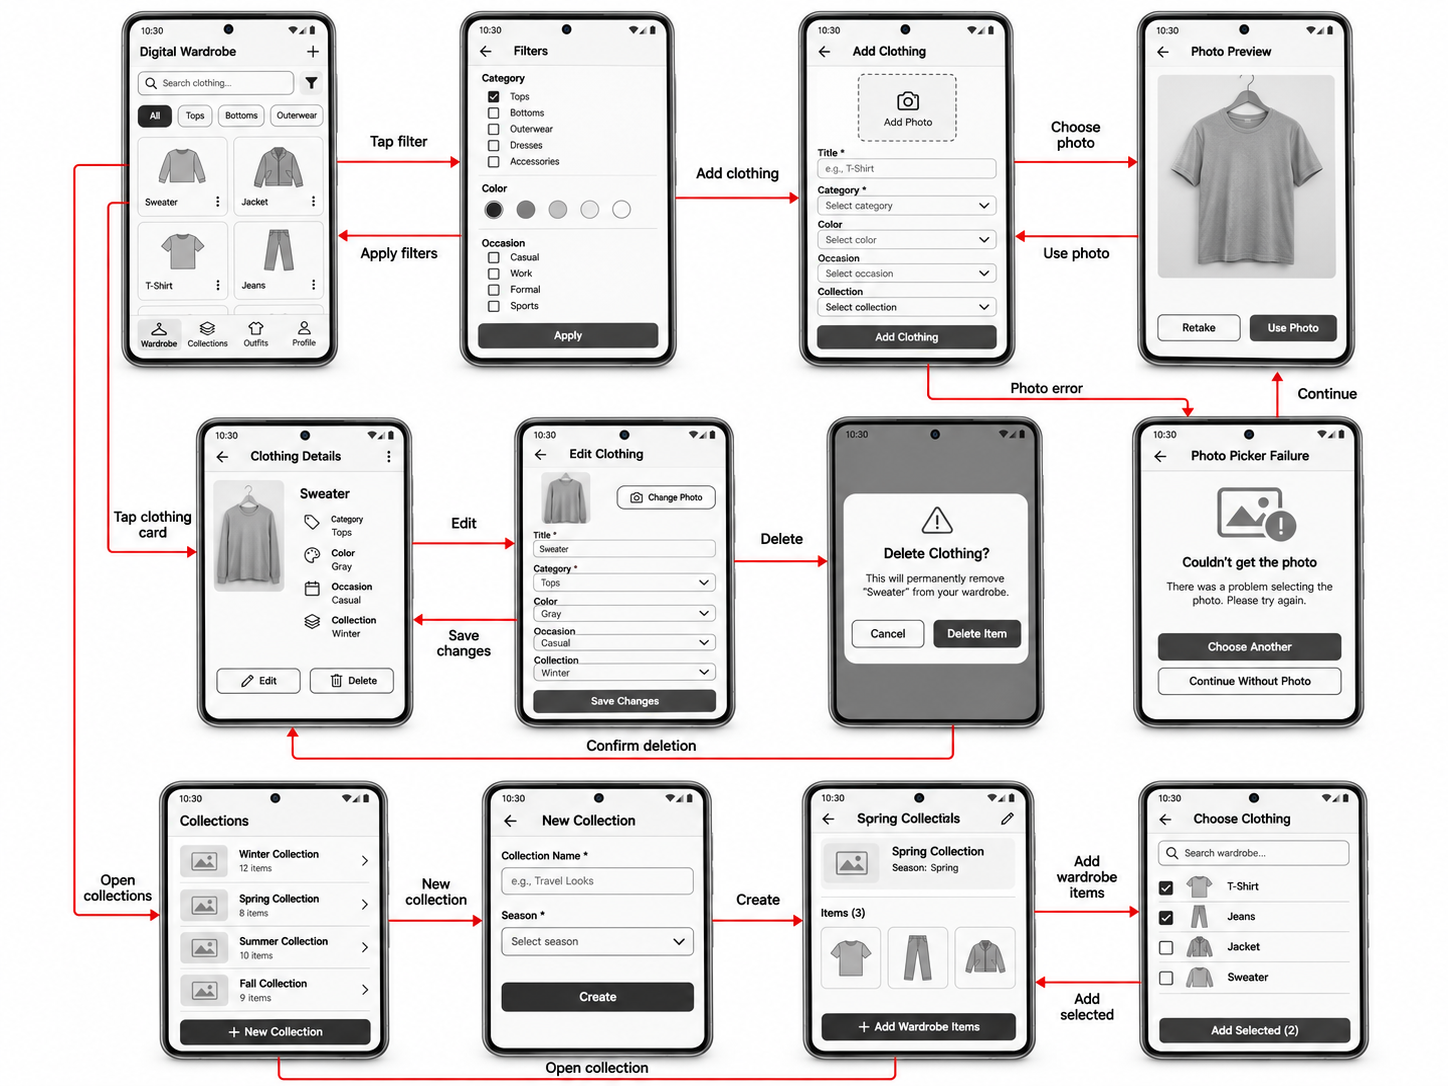 10:30
Digital Wardrobe
Search clothing...
All
Tops
Bottoms
Outerwear
Sweater
Jacket
T-Shirt
Jeans
Wardrobe
Collections
Outfits
Profile
Tap filter
Apply filters
10:30
Filters
Category
Tops
Bottoms
Outerwear
Dresses
Accessories
Color
Occasion
Casual
Work
Formal
Sports
Apply
Add clothing
10:30
Add Clothing
Add Photo
Title *
e.g., T-Shirt
Category *
Select category
Color
Select color
Occasion
Select occasion
Collection
Select collection
Add Clothing
Choose
photo
Use photo
10:30
Photo Preview
Retake
Use Photo
Photo error
Continue
Tap clothing
card
10:30
Clothing Details
Sweater
Category
Tops
Color
Gray
Occasion
Casual
Collection
Winter
Edit
Delete
Edit
Save
changes
10:30
Edit Clothing
Change Photo
Title *
Sweater
Category *
Tops
Color
Gray
Occasion
Casual
Collection
Winter
Save Changes
Delete
10:30
Delete Clothing?
This will permanently remove
"Sweater" from your wardrobe.
Cancel
Delete Item
Confirm deletion
10:30
Photo Picker Failure
Couldn't get the photo
There was a problem selecting the
photo. Please try again.
Choose Another
Continue Without Photo
Open
collections
10:30
Collections
Winter Collection
12 items
Spring Collection
8 items
Summer Collection
10 items
Fall Collection
9 items
+ New Collection
New
collection
10:30
New Collection
Collection Name *
e.g., Travel Looks
Season *
Select season
Create
Create
10:30
Spring
Spring Collection
Season: Spring
Items (3)
+ Add Wardrobe Items
Open collection
Add
wardrobe
items
Add
selected
10:30
Choose Clothing
Search wardrobe...
T-Shirt
Jeans
Jacket
Sweater
Add Selected (2)